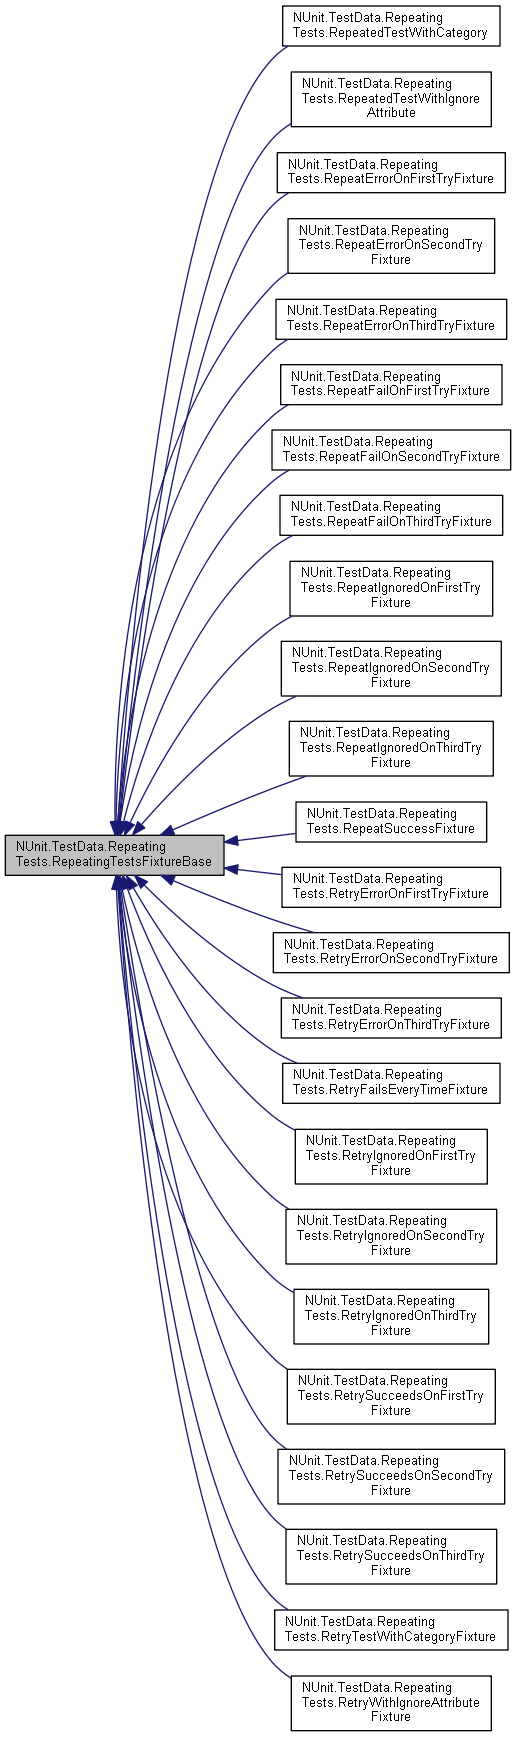 NUnit.TestData.Repeating
Tests.RepeatedTestWithCategory
NUnit.TestData.Repeating
Tests.RepeatedTestWithIgnore
Attribute
NUnit.TestData.Repeating
Tests.RepeatErrorOnFirstTryFixture
NUnit.TestData.Repeating
Tests.RepeatErrorOnSecondTry
Fixture
NUnit.TestData.Repeating
Tests.RepeatErrorOnThirdTryFixture
NUnit.TestData.Repeating
Tests.RepeatFailOnFirstTryFixture
NUnit.TestData.Repeating
Tests.RepeatFailOnSecondTryFixture
NUnit.TestData.Repeating
Tests.RepeatFailOnThirdTryFixture
NUnit.TestData.Repeating
Tests.RepeatIgnoredOnFirstTry
Fixture
NUnit.TestData.Repeating
Tests.RepeatIgnoredOnSecondTry
Fixture
NUnit.TestData.Repeating
Tests.RepeatIgnoredOnThirdTry
Fixture
NUnit.TestData.Repeating
Tests.RepeatSuccessFixture
NUnit.TestData.Repeating
Tests.RepeatingTestsFixtureBase
NUnit.TestData.Repeating
Tests.RetryErrorOnFirstTryFixture
NUnit.TestData.Repeating
Tests.RetryErrorOnSecondTryFixture
NUnit.TestData.Repeating
Tests.RetryErrorOnThirdTryFixture
NUnit.TestData.Repeating
Tests.RetryFailsEveryTimeFixture
NUnit.TestData.Repeating
Tests.RetryIgnoredOnFirstTry
Fixture
NUnit.TestData.Repeating
Tests.RetryIgnoredOnSecondTry
Fixture
NUnit.TestData.Repeating
Tests.RetryIgnoredOnThirdTry
Fixture
NUnit.TestData.Repeating
Tests.RetrySucceedsOnFirstTry
Fixture
NUnit.TestData.Repeating
Tests.RetrySucceedsOnSecondTry
Fixture
NUnit.TestData.Repeating
Tests.RetrySucceedsOnThirdTry
Fixture
NUnit.TestData.Repeating
Tests.RetryTestWithCategoryFixture
NUnit.TestData.Repeating
Tests.RetryWithIgnoreAttribute
Fixture